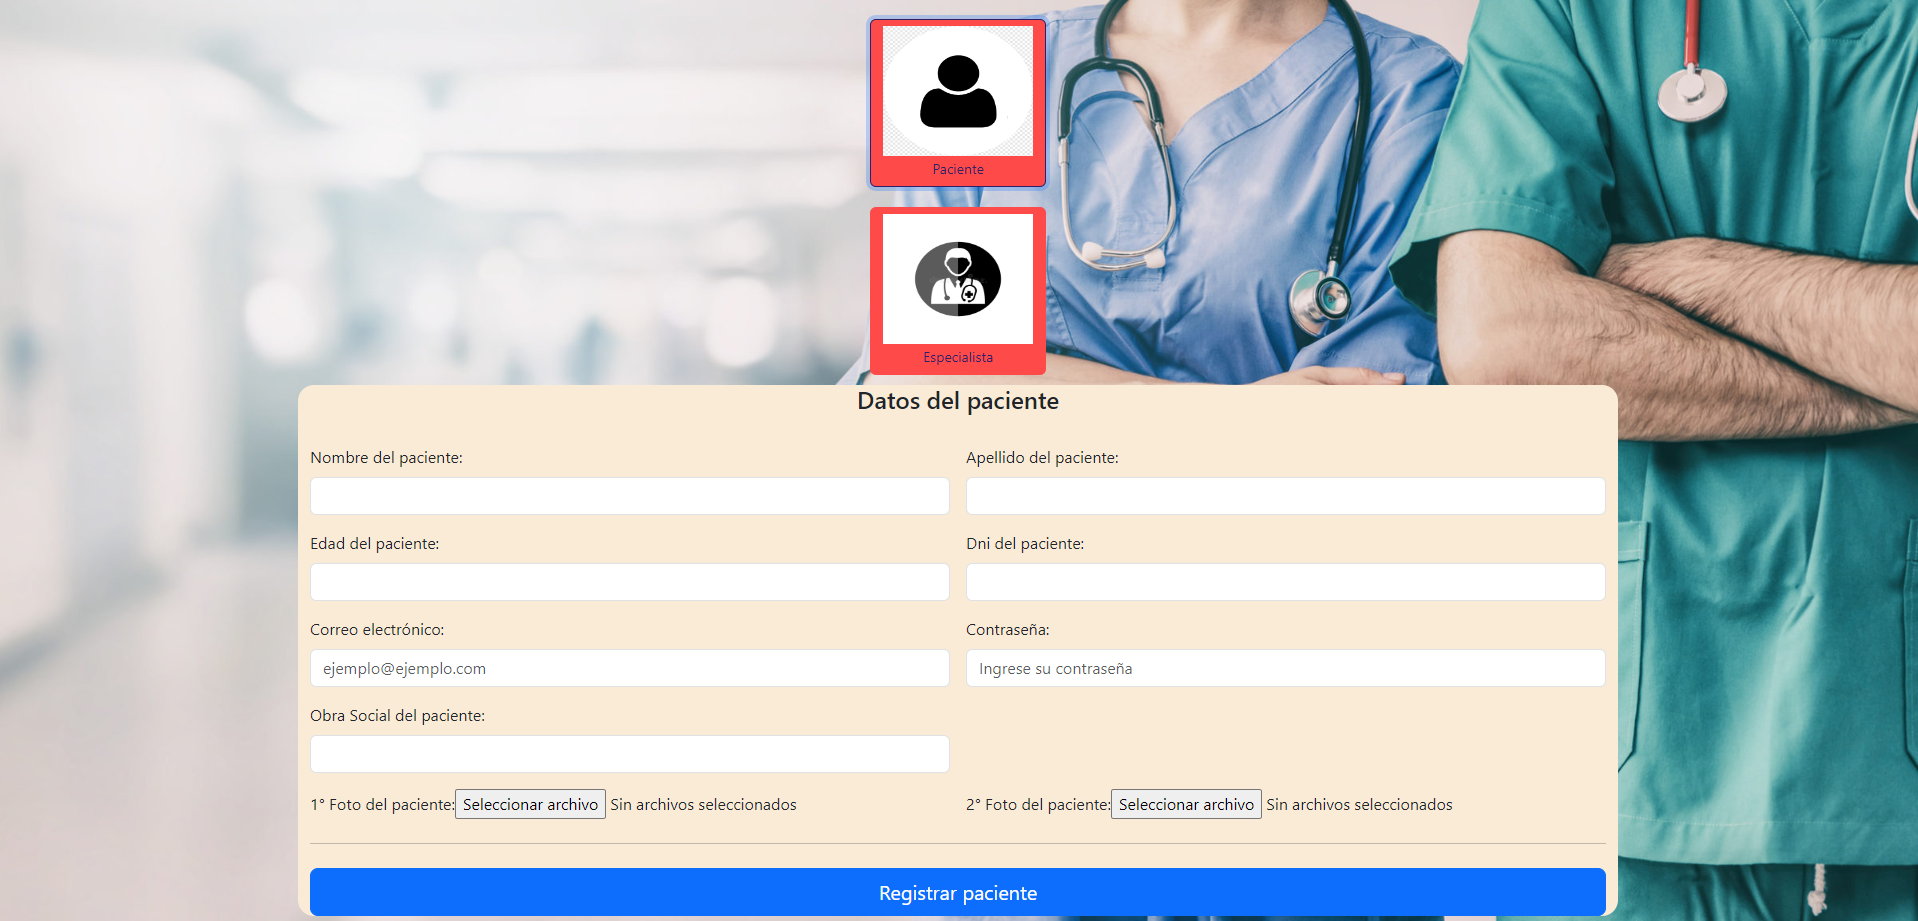 Paciente
Especialista
Datos del paciente
Nombre del paciente:
Apellido del paciente:
Edad del paciente:
Dni del paciente:
Correo electrónico:
Contraseña:
ejemplo@ejemplo.com
Ingrese su contraseña
Obra Social del paciente:
1° Foto del paciente: Seleccionar archivo Sin archivos seleccionados
2° Foto del paciente: Seleccionar archivo Sin archivos seleccionados
Registrar paciente